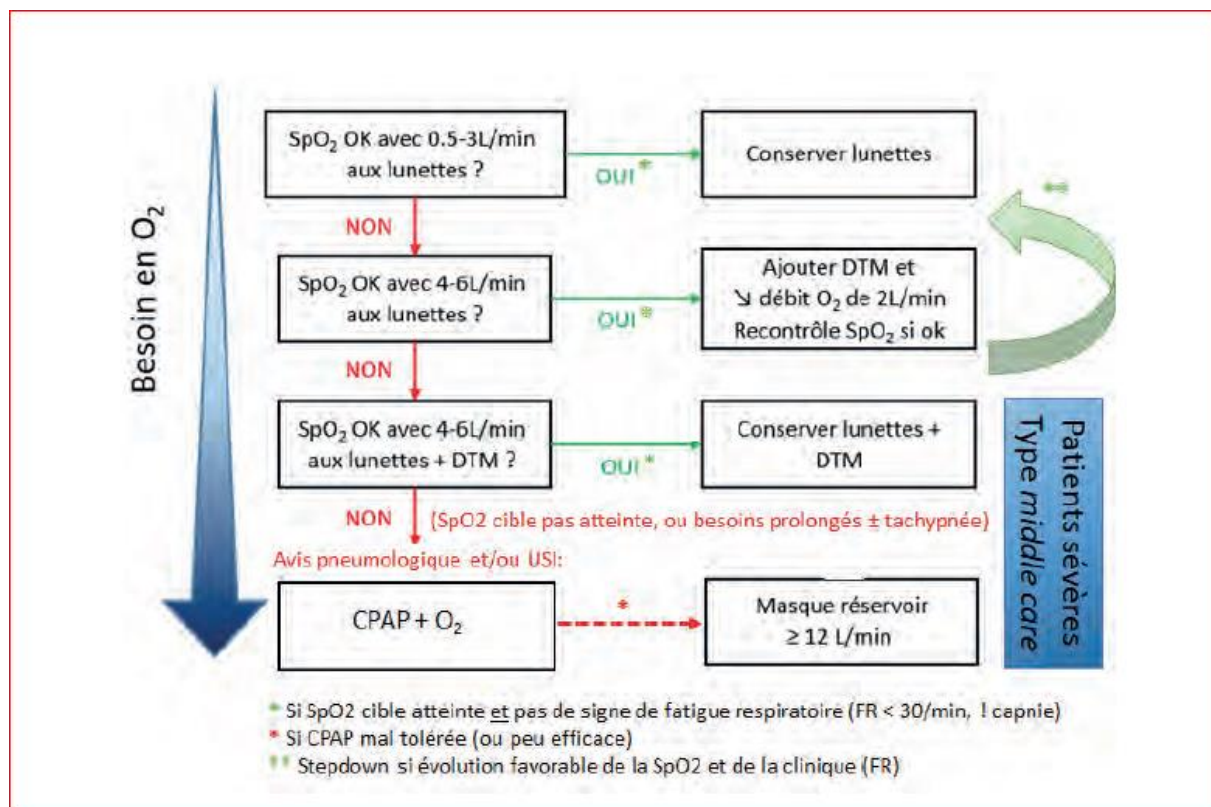 Besoin en O₂
SpO₂ OK avec 0.5-3L/min
aux lunettes ?
OUI *
Conserver lunettes
**
NON
SpO₂ OK avec 4-6L/min
aux lunettes ?
OUI *
Ajouter DTM et
↘ débit O₂ de 2L/min
Recontrôle SpO₂ si ok
NON
SpO₂ OK avec 4-6L/min
aux lunettes + DTM ?
OUI *
Conserver lunettes +
DTM
Patients sévères
Type middle care
NON
(SpO2 cible pas atteinte, ou besoins prolongés ± tachypnée)
Avis pneumologique et/ou USI:
CPAP + O₂
*
Masque réservoir
≥ 12 L/min
* Si SpO2 cible atteinte et pas de signe de fatigue respiratoire (FR < 30/min, ! capnie)
* Si CPAP mal tolérée (ou peu efficace)
** Stepdown si évolution favorable de la SpO2 et de la clinique (FR)